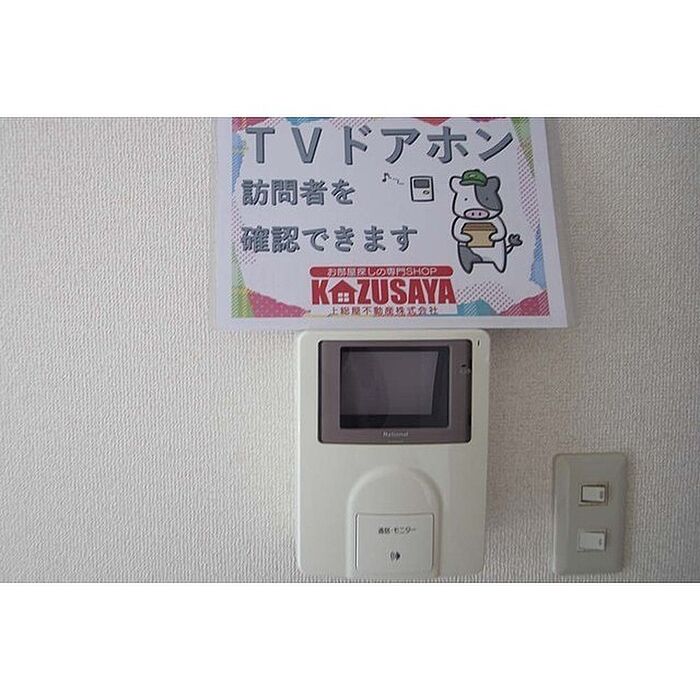 TVドアホン
訪問者を
確認できます
お部屋探しの専門SHOP
KAZUSAYA
上総屋不動産株式会社
National
通話・モニター